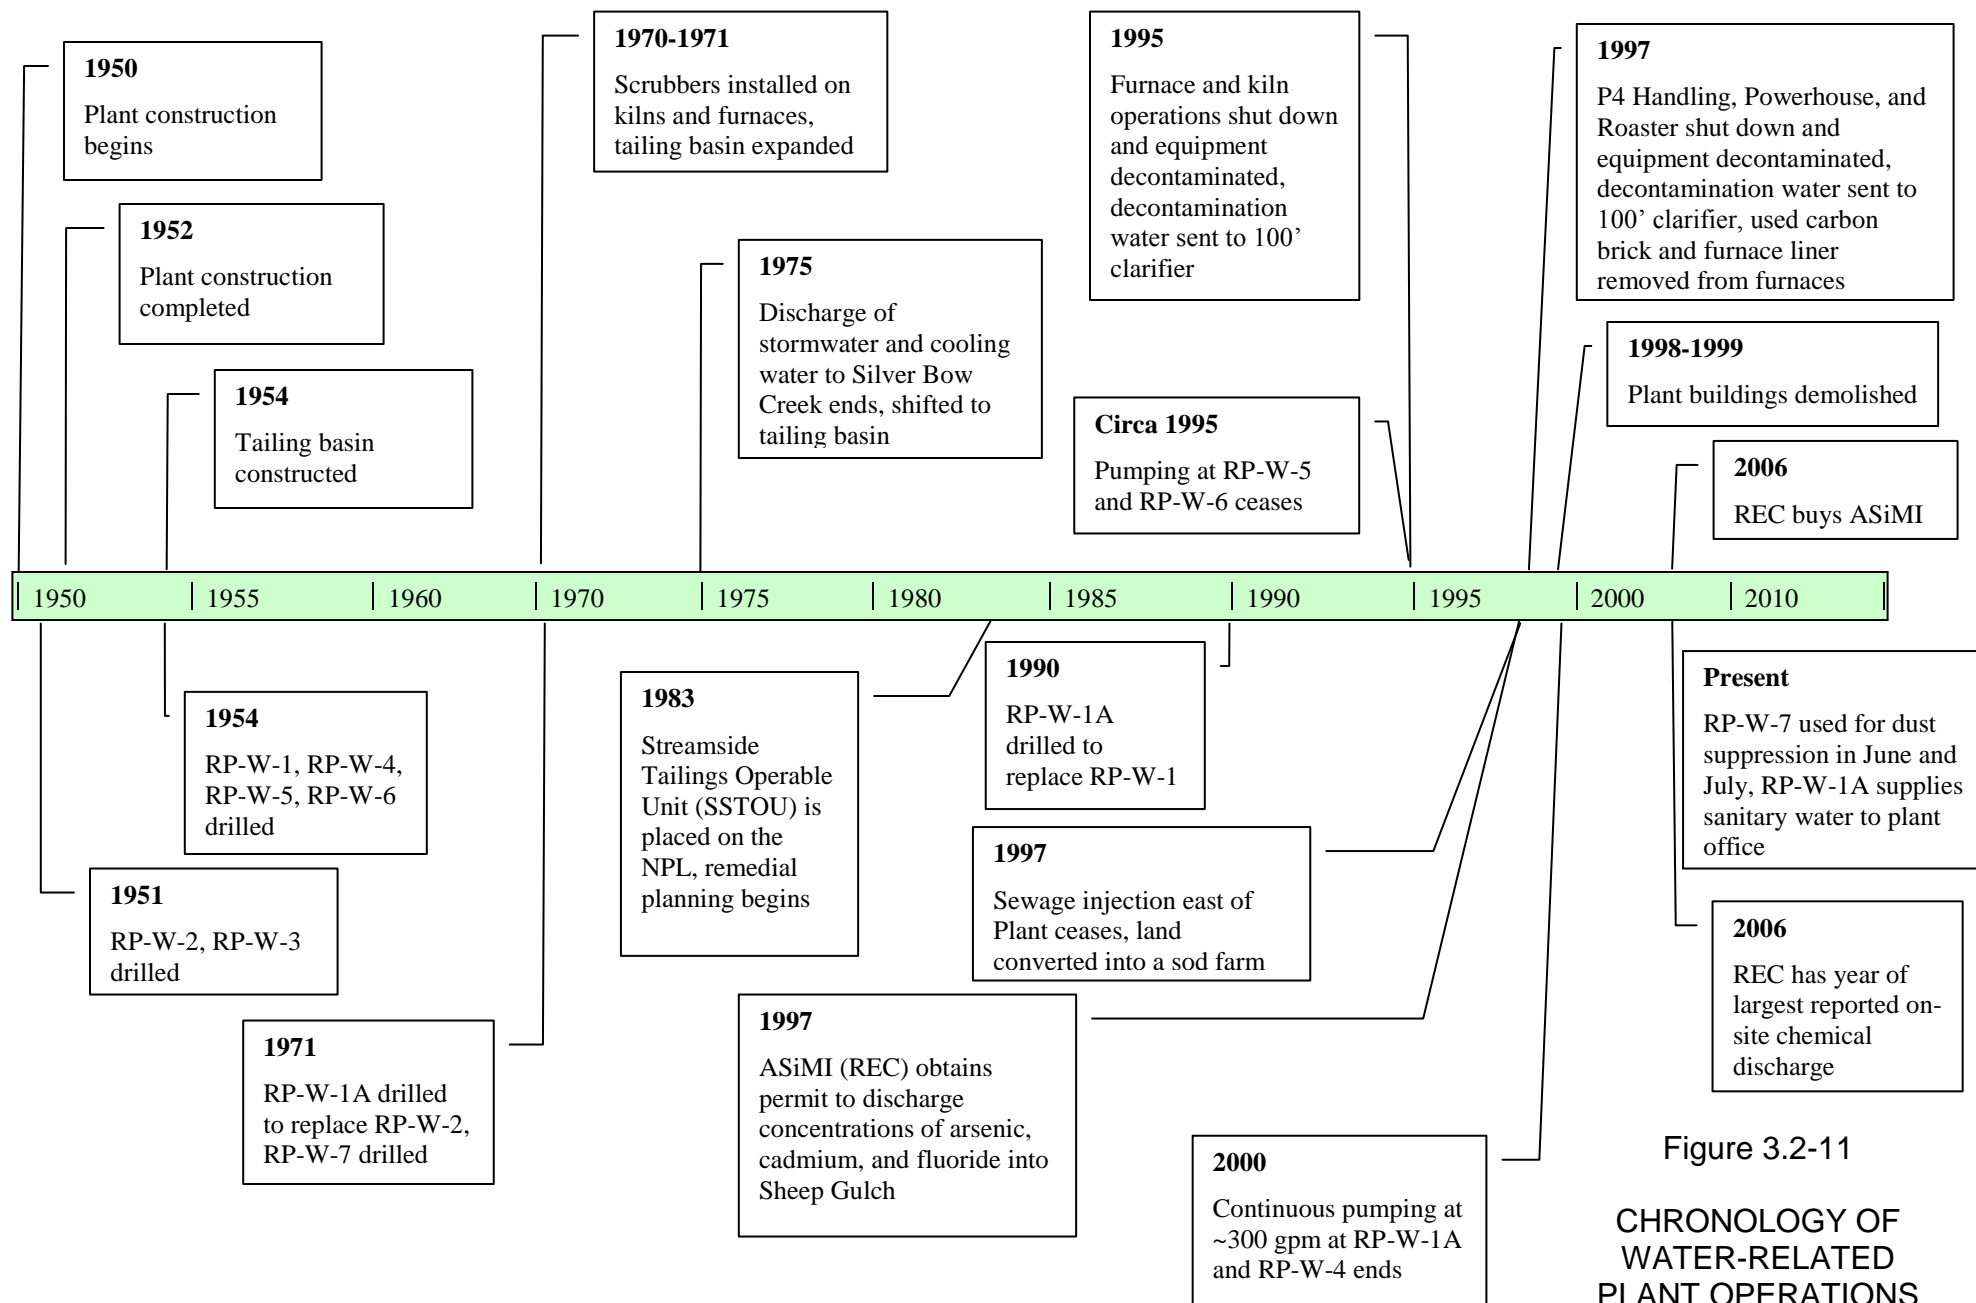 1950
Plant construction
begins
1952
Plant construction
completed
1954
Tailing basin
constructed
1970-1971
Scrubbers installed on
kilns and furnaces,
tailing basin expanded
1975
Discharge of
stormwater and cooling
water to Silver Bow
Creek ends, shifted to
tailing basin
1995
Furnace and kiln
operations shut down
and equipment
decontaminated,
decontamination
water sent to 100’
clarifier
Circa 1995
Pumping at RP-W-5
and RP-W-6 ceases
1997
P4 Handling, Powerhouse, and
Roaster shut down and
equipment decontaminated,
decontamination water sent to
100’ clarifier, used carbon
brick and furnace liner
removed from furnaces
1998-1999
Plant buildings demolished
2006
REC buys ASiMI
1950 1955 1960 1970 1975 1980 1985 1990 1995 2000 2010
1951
RP-W-2, RP-W-3
drilled
1954
RP-W-1, RP-W-4,
RP-W-5, RP-W-6
drilled
1971
RP-W-1A drilled
to replace RP-W-2,
RP-W-7 drilled
1983
Streamside
Tailings Operable
Unit (SSTOU) is
placed on the
NPL, remedial
planning begins
1990
RP-W-1A
drilled to
replace RP-W-1
1997
Sewage injection east of
Plant ceases, land
converted into a sod farm
1997
ASiMI (REC) obtains
permit to discharge
concentrations of arsenic,
cadmium, and fluoride into
Sheep Gulch
2000
Continuous pumping at
~300 gpm at RP-W-1A
and RP-W-4 ends
Present
RP-W-7 used for dust
suppression in June and
July, RP-W-1A supplies
sanitary water to plant
office
2006
REC has year of
largest reported on-
site chemical
discharge
Figure 3.2-11
CHRONOLOGY OF
WATER-RELATED
PLANT OPERATIONS